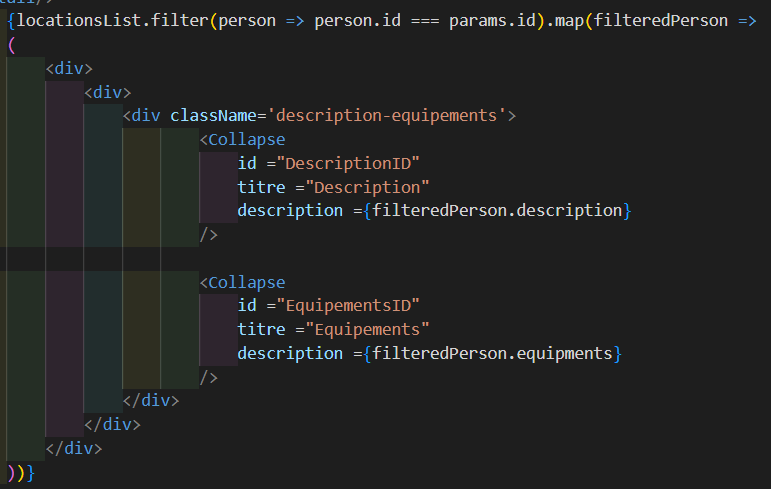 {locationsList.filter(person => person.id === params.id).map(filteredPerson =>
(
<div>
<div>
<div className='description-equipements'>
<Collapse
id ="DescriptionID"
titre ="Description"
description ={filteredPerson.description}
/>
<Collapse
id ="EquipementsID"
titre ="Equipements"
description ={filteredPerson.equipments}
/>
</div>
</div>
</div>
))}